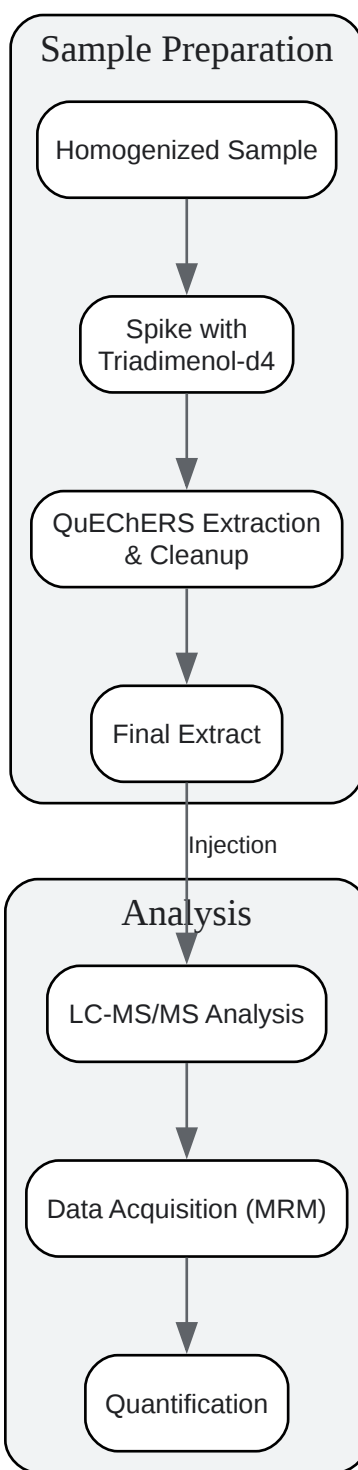 Sample Preparation
Homogenized Sample
Spike with
Triadimenol-d4
QuEChERS Extraction
& Cleanup
Final Extract
Injection
Analysis
LC-MS/MS Analysis
Data Acquisition (MRM)
Quantification